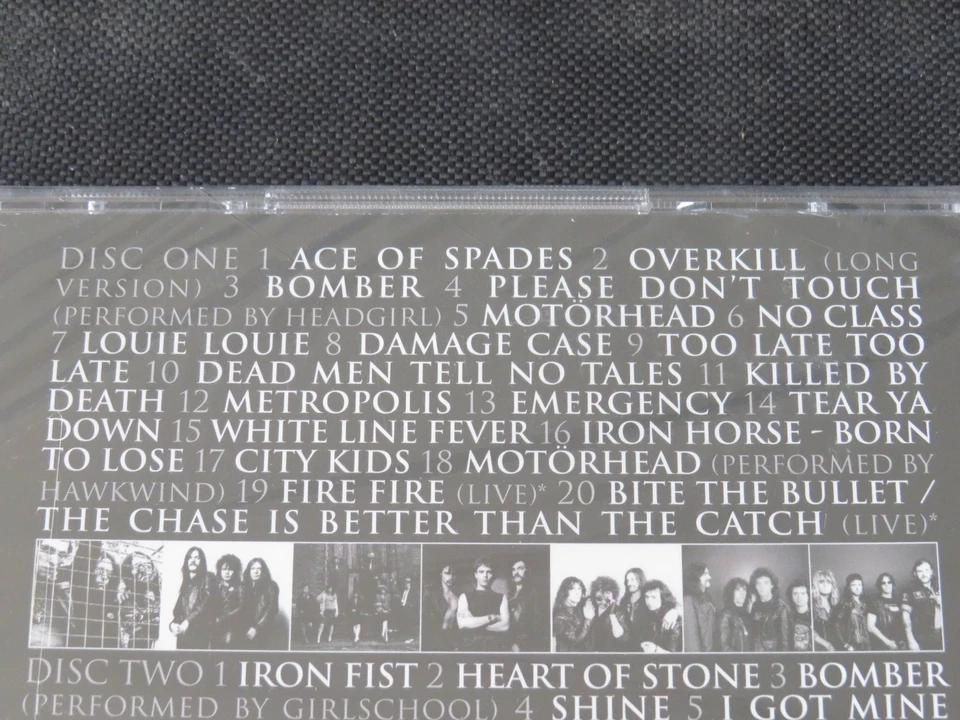 DISC ONE 1 ACE OF SPADES 2 OVERKILL (LONG
VERSION) 3 BOMBER 4 PLEASE DON'T TOUCH
(PERFORMED BY HEADGIRL) 5 MOTÖRHEAD 6 NO CLASS
7 LOUIE LOUIE 8 DAMAGE CASE 9 TOO LATE TOO
LATE 10 DEAD MEN TELL NO TALES 11 KILLED BY
DEATH 12 METROPOLIS 13 EMERGENCY 14 TEAR YA
DOWN 15 WHITE LINE FEVER 16 IRON HORSE - BORN
TO LOSE 17 CITY KIDS 18 MOTÖRHEAD (PERFORMED BY
HAWKWIND) 19 FIRE FIRE (LIVE)* 20 BITE THE BULLET /
THE CHASE IS BETTER THAN THE CATCH (LIVE)*
DISC TWO 1 IRON FIST 2 HEART OF STONE 3 BOMBER
(PERFORMED BY GIRLSCHOOL) 4 SHINE 5 I GOT MINE